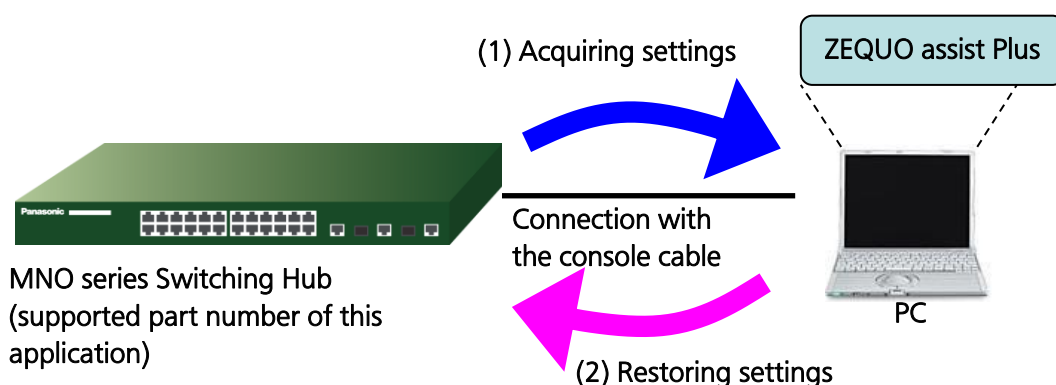 (1) Acquiring settings
ZEQUO assist Plus
Panasonic
Connection with
the console cable
MNO series Switching Hub
(supported part number of this
application)
PC
(2) Restoring settings